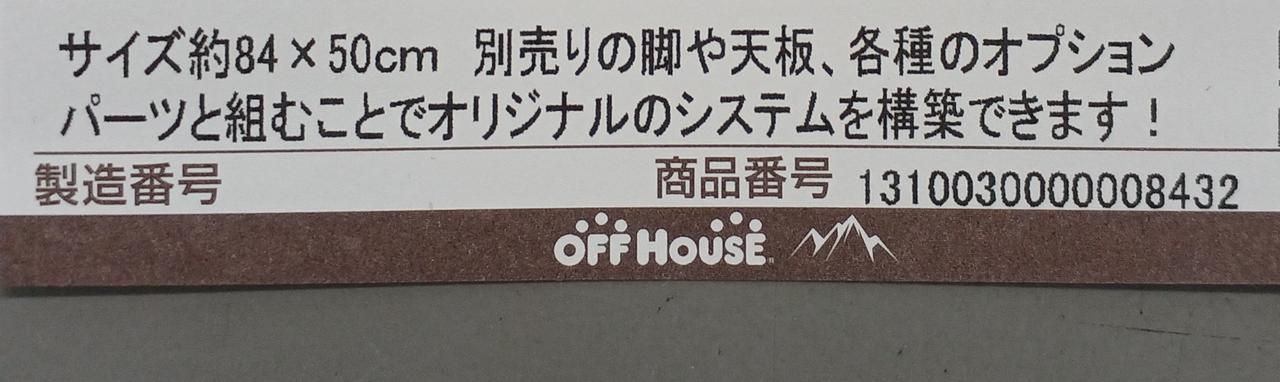 サイズ約84×50cm 別売りの脚や天板、各種のオプション
パーツと組むことでオリジナルのシステムを構築できます！
製造番号 商品番号 1310030000008432
OFF HOUSE